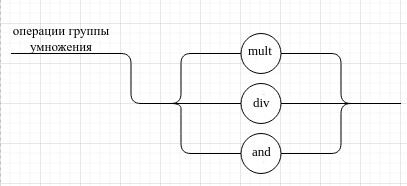 операции группы
умножения
mult
div
and